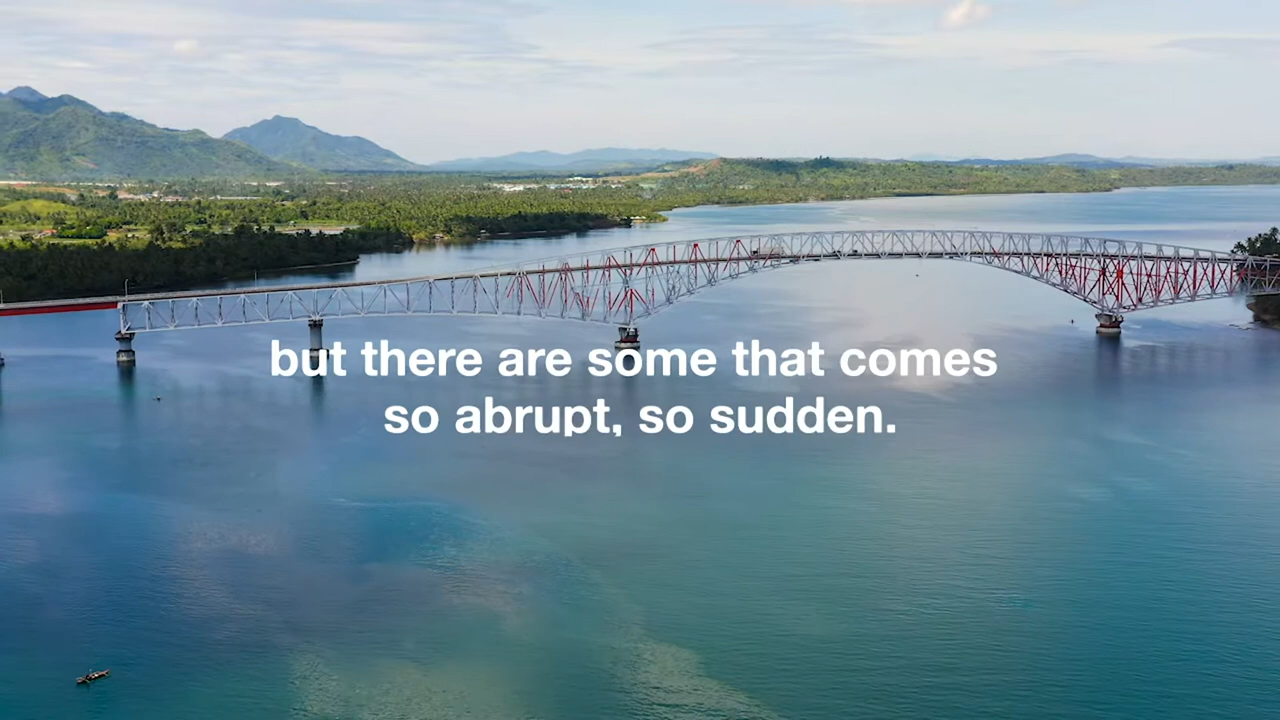 but there are some that comes
so abrupt, so sudden.